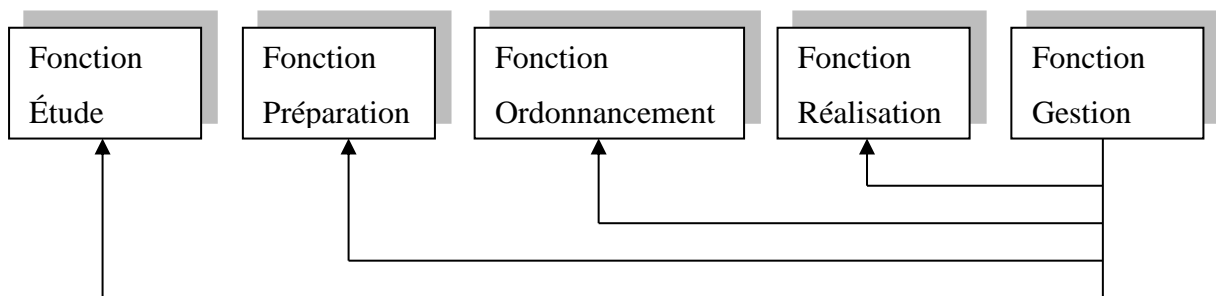 Fonction
Étude
Fonction
Préparation
Fonction
Ordonnancement
Fonction
Réalisation
Fonction
Gestion